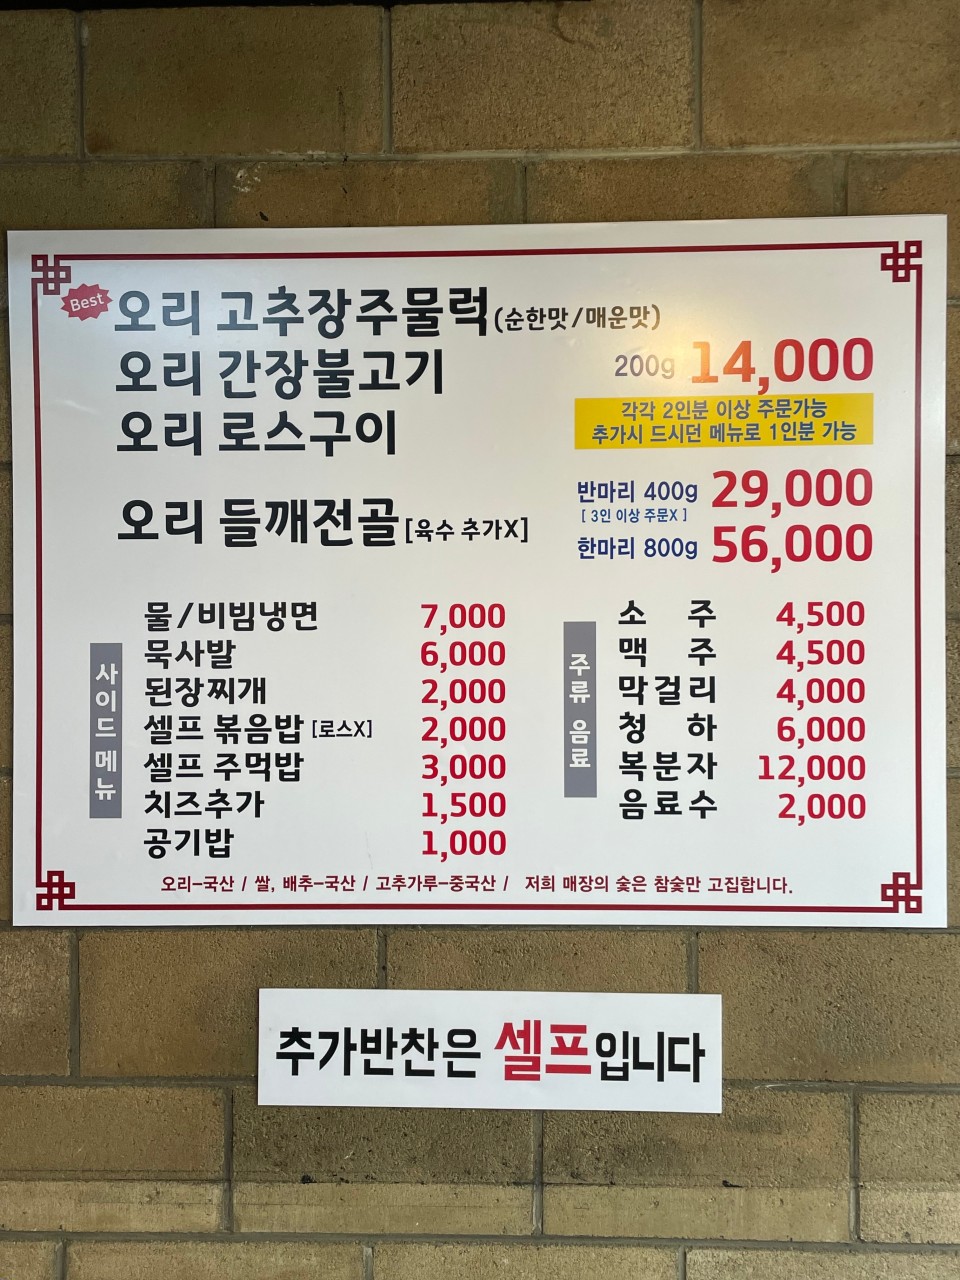 Best 오리 고추장주물럭(순한맛/매운맛)
오리 간장불고기
200g 14,000
오리 로스구이
각각 2인분 이상 주문가능
추가시 드시던 메뉴로 1인분 가능
오리 들깨전골[육수 추가X]
반마리 400g 29,000
[ 3인 이상 주문X ]
한마리 800g 56,000
사이드메뉴
물/비빔냉면 7,000
묵사발 6,000
된장찌개 2,000
셀프 볶음밥 [로스X] 2,000
셀프 주먹밥 3,000
치즈추가 1,500
공기밥 1,000
주류 음료
소주 4,500
맥주 4,500
막걸리 4,000
청하 6,000
복분자 12,000
음료수 2,000
오리-국산 / 쌀, 배추-국산 / 고추가루-중국산 / 저희 매장의 숯은 참숯만 고집합니다.
추가반찬은 셀프입니다